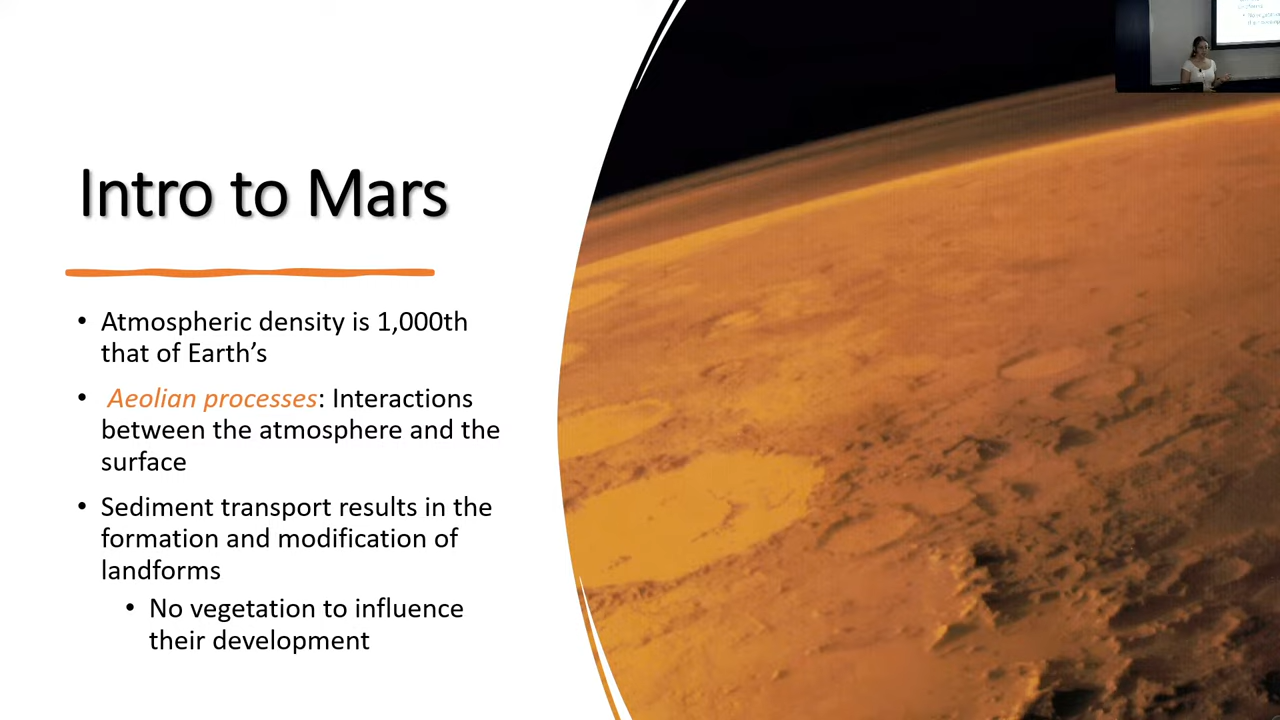 Intro to Mars
• Atmospheric density is 1,000th
that of Earth's
• Aeolian processes: Interactions
between the atmosphere and the
surface
• Sediment transport results in the
formation and modification of
landforms
• No vegetation to influence
their development